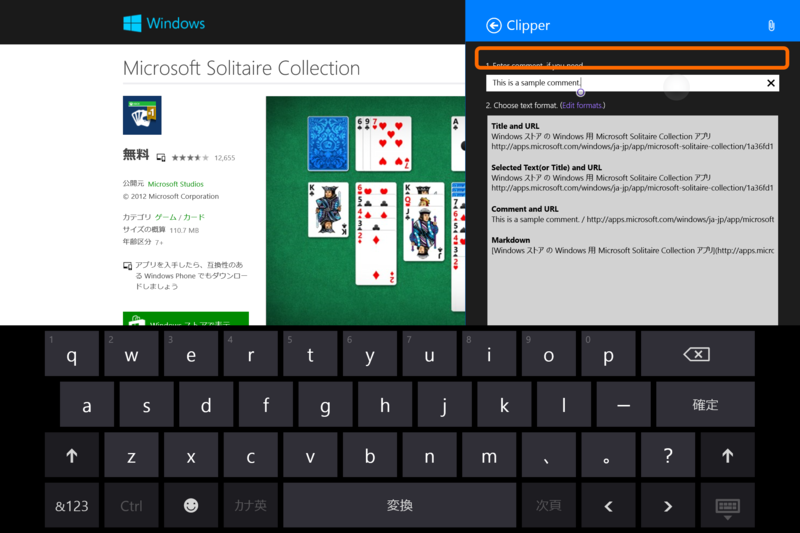 Windows
Clipper
Microsoft Solitaire Collection
無料
12,655
公開元 Microsoft Studios
© 2012 Microsoft Corporation
カテゴリ ゲーム / カード
サイズの概算 110.7 MB
年齢区分 7+
アプリを入手したら、互換性のあ
る Windows Phone でもダウンロー
ドしましょう
Windows ストアで表示
1. Enter comment, if you need.
This is a sample comment.
2. Choose text format. (Edit formats.)
Title and URL
Windows ストア の Windows 用 Microsoft Solitaire Collection アプリ
http://apps.microsoft.com/windows/ja-jp/app/microsoft-solitaire-collection/1a36fd1
Selected Text(or Title) and URL
Windows ストア の Windows 用 Microsoft Solitaire Collection アプリ
http://apps.microsoft.com/windows/ja-jp/app/microsoft-solitaire-collection/1a36fd1
Comment and URL
This is a sample comment. / http://apps.microsoft.com/windows/ja-jp/app/microsoft
Markdown
[Windows ストア の Windows 用 Microsoft Solitaire Collection アプリ](http://apps.micrc
1 2 3 4 5 6 7 8 9 0
q w e r t y u i o p
a s d f g h j k l ー 確定
z x c v b n m 、 。 ?
&123 Ctrl カナ英 変換 次頁 < >